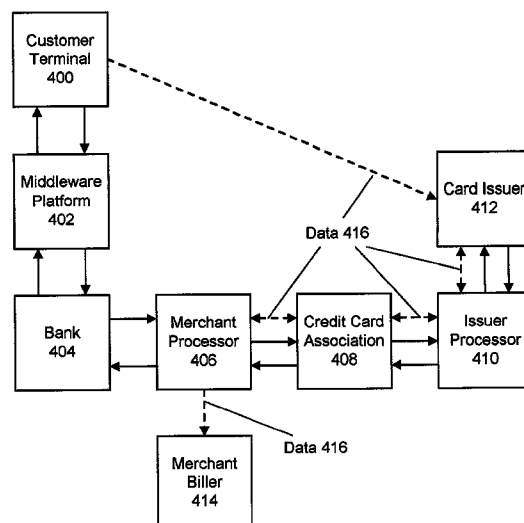 Customer
Terminal
400
Middleware
Platform
402
Card Issuer
412
Data 416
Bank
404
Merchant
Processor
406
Credit Card
Association
408
Issuer
Processor
410
Data 416
Merchant
Biller
414